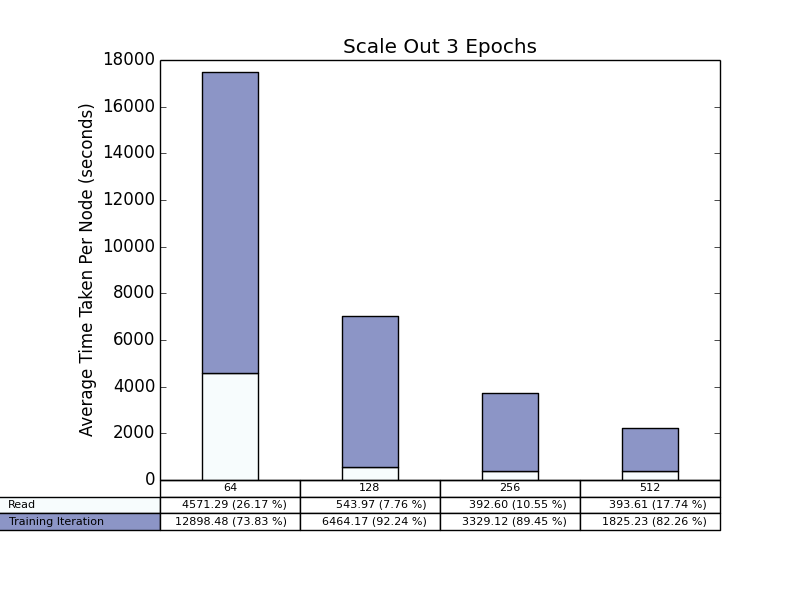 Scale Out 3 Epochs
Average Time Taken Per Node (seconds)
18000
16000
14000
12000
10000
8000
6000
4000
2000
0
64 128 256 512
Read 4571.29 (26.17 %) 543.97 (7.76 %) 392.60 (10.55 %) 393.61 (17.74 %)
Training Iteration 12898.48 (73.83 %) 6464.17 (92.24 %) 3329.12 (89.45 %) 1825.23 (82.26 %)